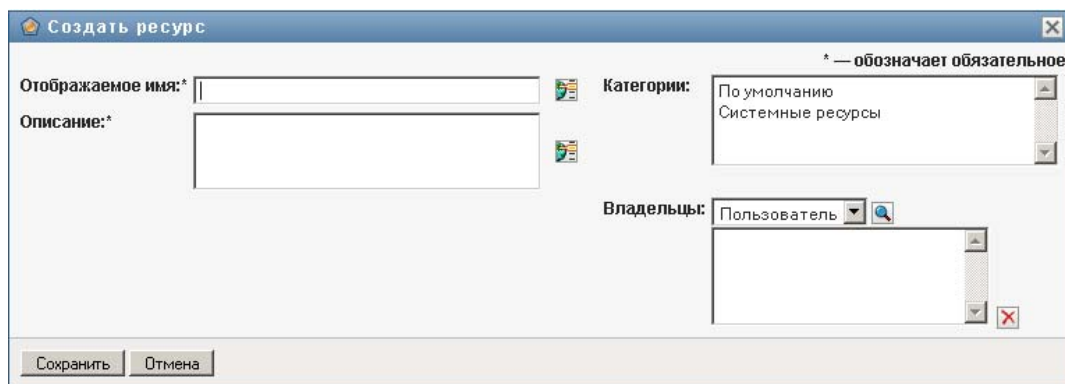 Создать ресурс
* — обозначает обязательное
Отображаемое имя:*
Описание:*
Категории:
По умолчанию
Системные ресурсы
Владельцы:
Пользователь
Сохранить
Отмена